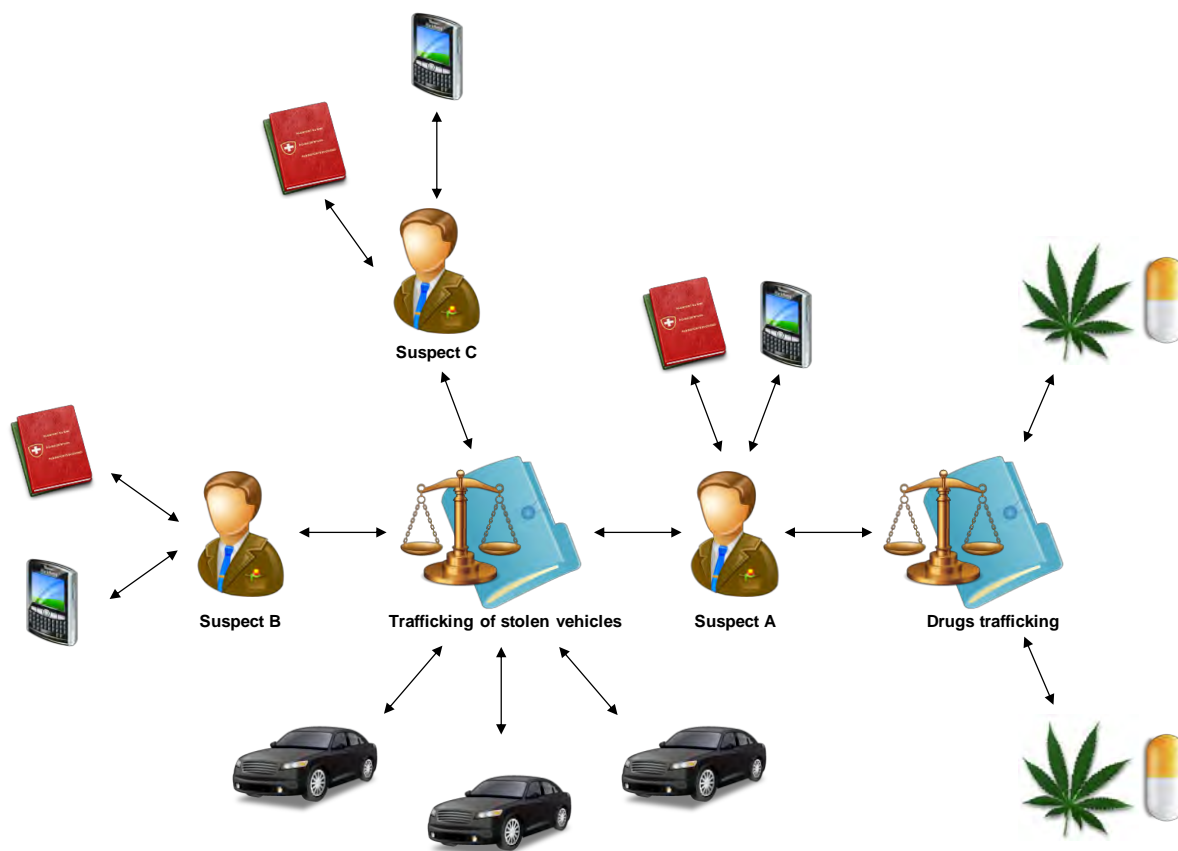 Suspect C
Suspect B
Trafficking of stolen vehicles
Suspect A
Drugs trafficking